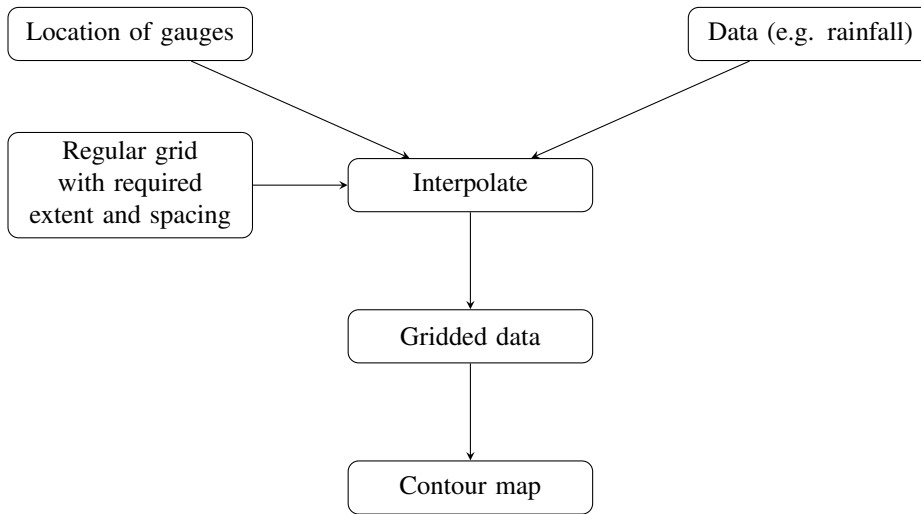 Location of gauges
Data (e.g. rainfall)
Regular grid
with required
extent and spacing
Interpolate
Gridded data
Contour map